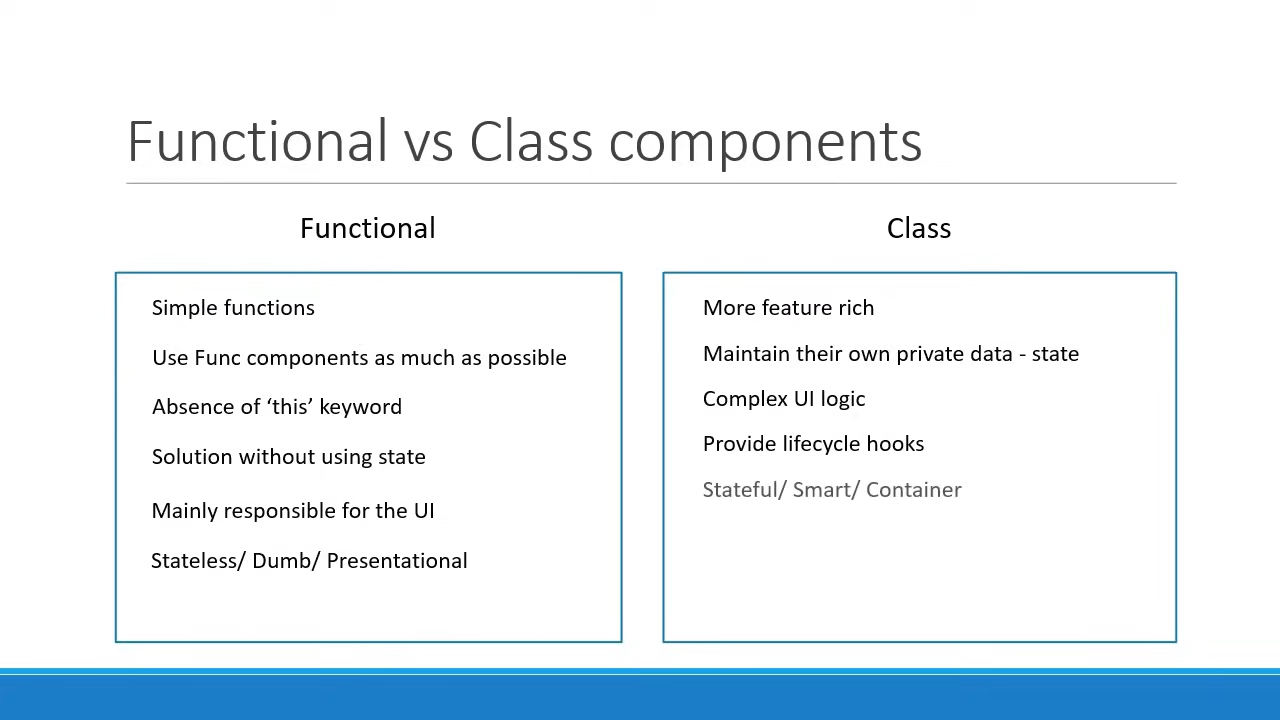 Functional vs Class components
Functional
Simple functions
Use Func components as much as possible
Absence of ‘this’ keyword
Solution without using state
Mainly responsible for the UI
Stateless/ Dumb/ Presentational
Class
More feature rich
Maintain their own private data - state
Complex UI logic
Provide lifecycle hooks
Stateful/ Smart/ Container